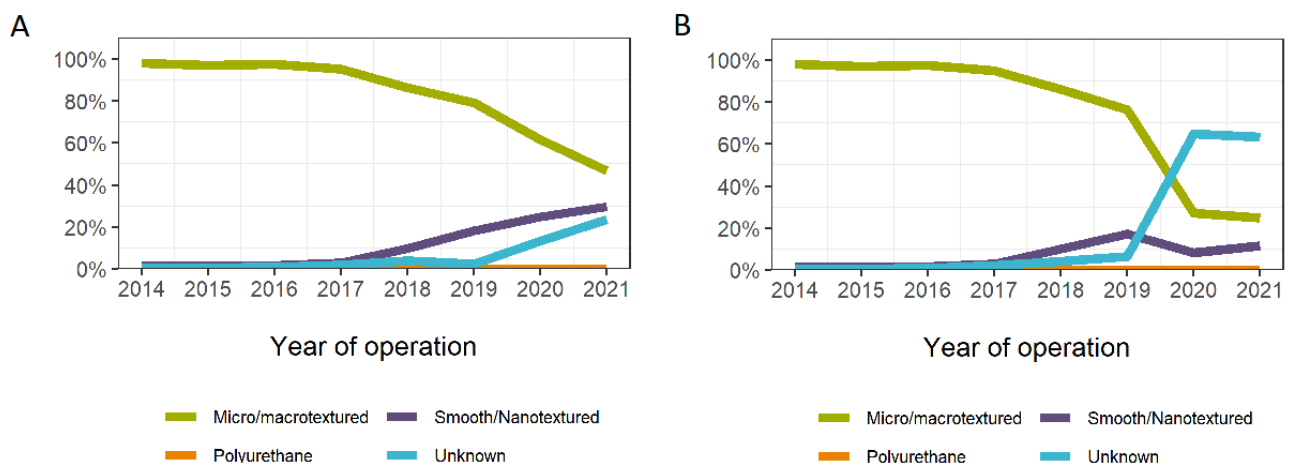 A
100%
80%
60%
40%
20%
0%
2014 2015 2016 2017 2018 2019 2020 2021
Year of operation
Micro/macrotextured Smooth/Nanotextured
Polyurethane Unknown
B
100%
80%
60%
40%
20%
0%
2014 2015 2016 2017 2018 2019 2020 2021
Year of operation
Micro/macrotextured Smooth/Nanotextured
Polyurethane Unknown